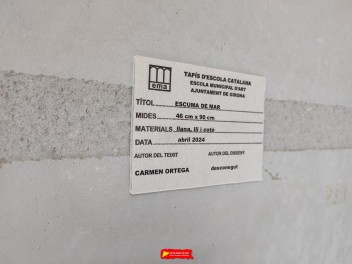 ema
TAPÍS D'ESCOLA CATALANA
ESCOLA MUNICIPAL D'ART
AJUNTAMENT DE GIRONA
TÍTOL ESCUMA DE MAR
MIDES 46 cm x 90 cm
MATERIALS llana, lli i cotó
DATA abril 2024
AUTOR DEL TEIXIT AUTOR DEL DISSENY
CARMEN ORTEGA desconegut